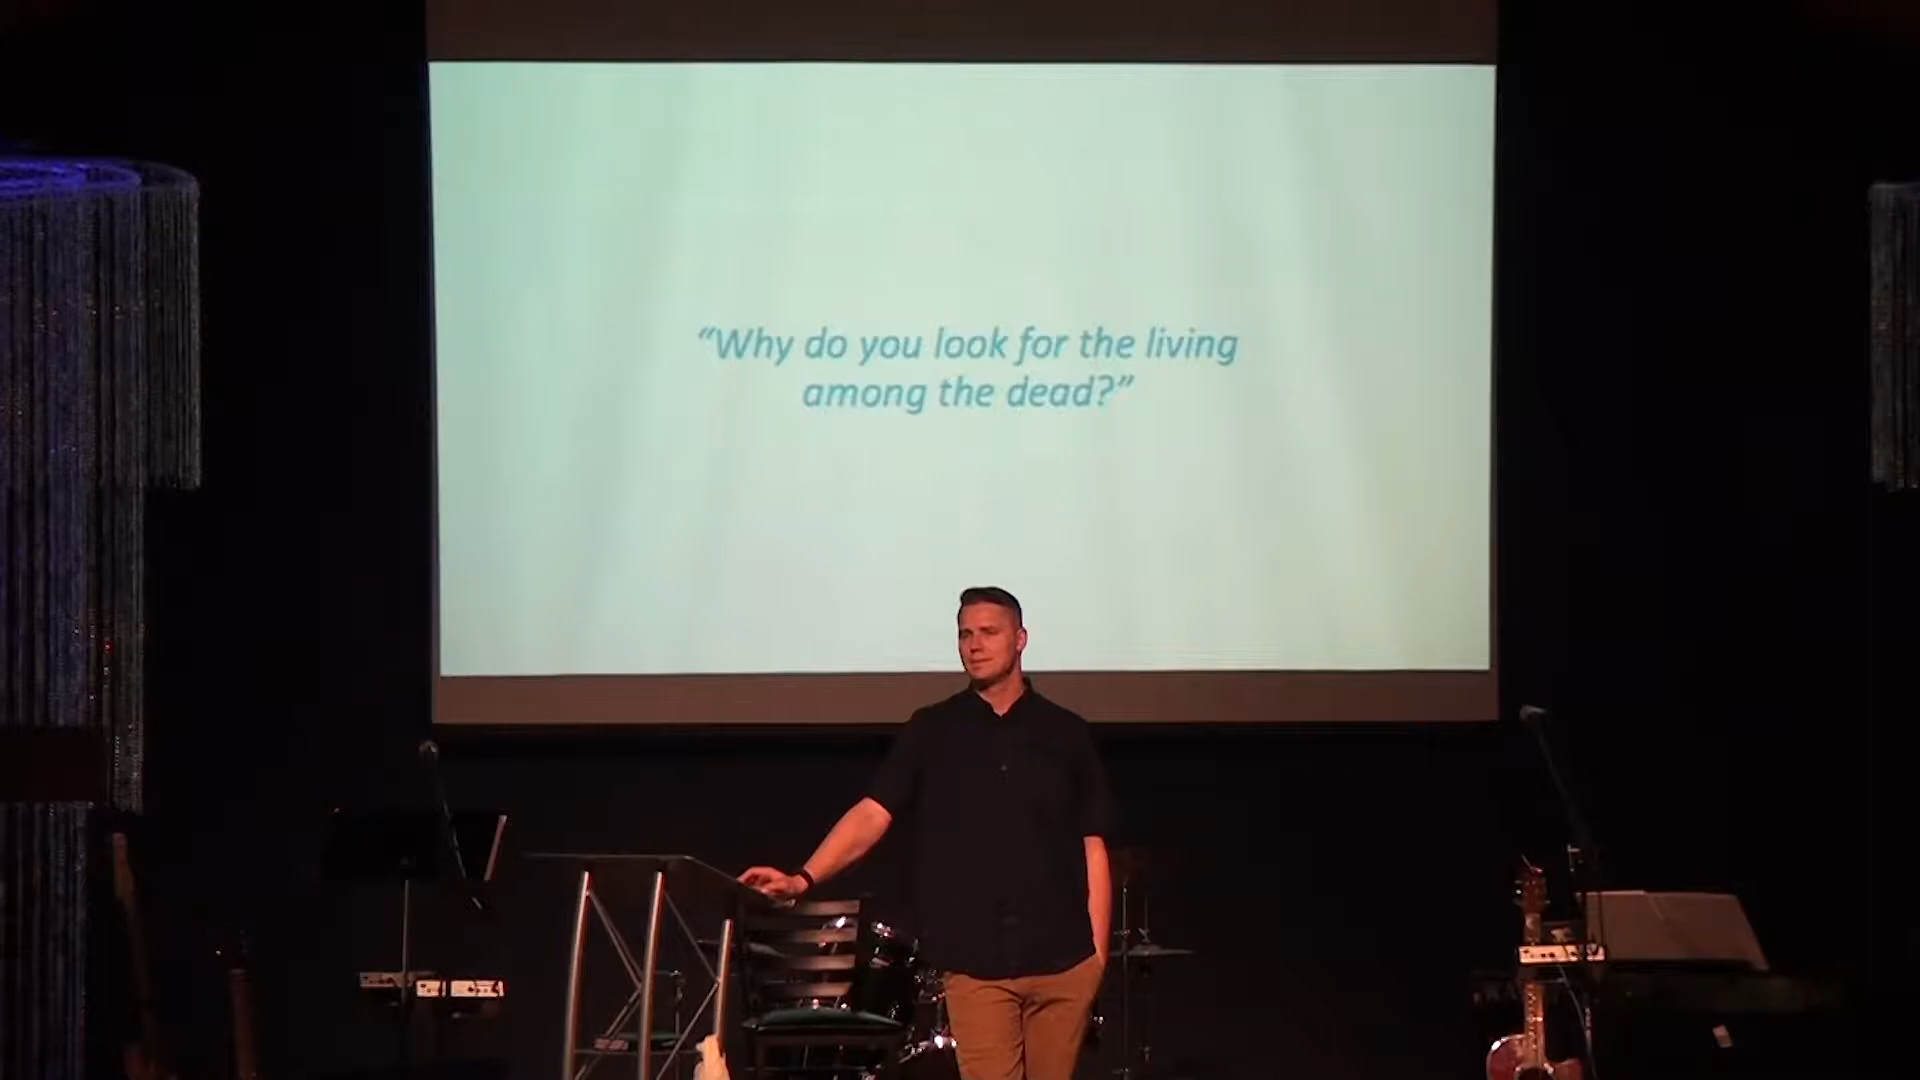 “Why do you look for the living
among the dead?”